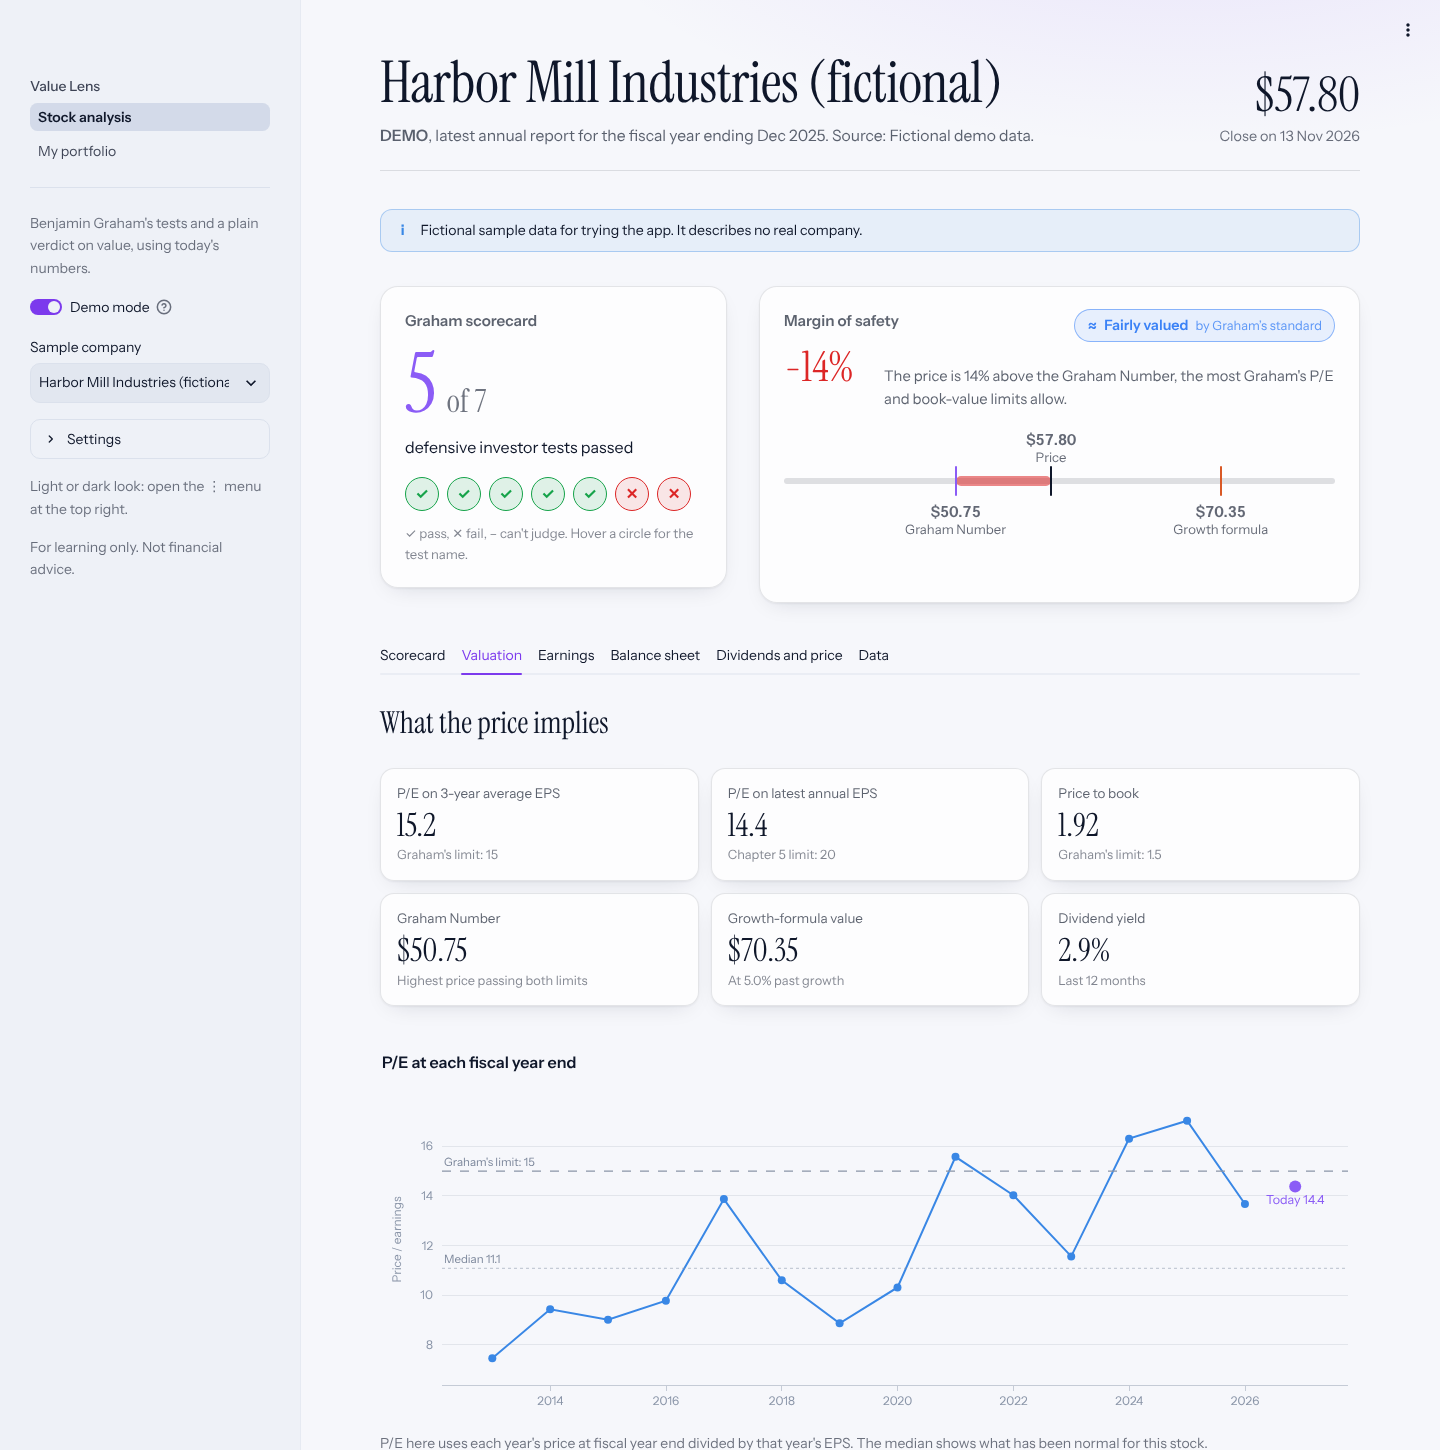 Value Lens
Stock analysis
My portfolio
Benjamin Graham's tests and a plain
verdict on value, using today's
numbers.
Demo mode
Sample company
Harbor Mill Industries (fictiona
Settings
Light or dark look: open the ⋮ menu
at the top right.
For learning only. Not financial
advice.
Harbor Mill Industries (fictional)
$57.80
DEMO, latest annual report for the fiscal year ending Dec 2025. Source: Fictional demo data.
Close on 13 Nov 2026
Fictional sample data for trying the app. It describes no real company.
Graham scorecard
5 of 7
defensive investor tests passed
✓ pass, ✕ fail, – can't judge. Hover a circle for the
test name.
Margin of safety
≈ Fairly valued by Graham's standard
-14%
The price is 14% above the Graham Number, the most Graham's P/E
and book-value limits allow.
$57.80
Price
$50.75
Graham Number
$70.35
Growth formula
Scorecard Valuation Earnings Balance sheet Dividends and price Data
What the price implies
P/E on 3-year average EPS
15.2
Graham's limit: 15
P/E on latest annual EPS
14.4
Chapter 5 limit: 20
Price to book
1.92
Graham's limit: 1.5
Graham Number
$50.75
Highest price passing both limits
Growth-formula value
$70.35
At 5.0% past growth
Dividend yield
2.9%
Last 12 months
P/E at each fiscal year end
Price / earnings
16
Graham's limit: 15
14
Today 14.4
12
Median 11.1
10
8
2014 2016 2018 2020 2022 2024 2026
P/E here uses each year's price at fiscal year end divided by that year's EPS. The median shows what has been normal for this stock.